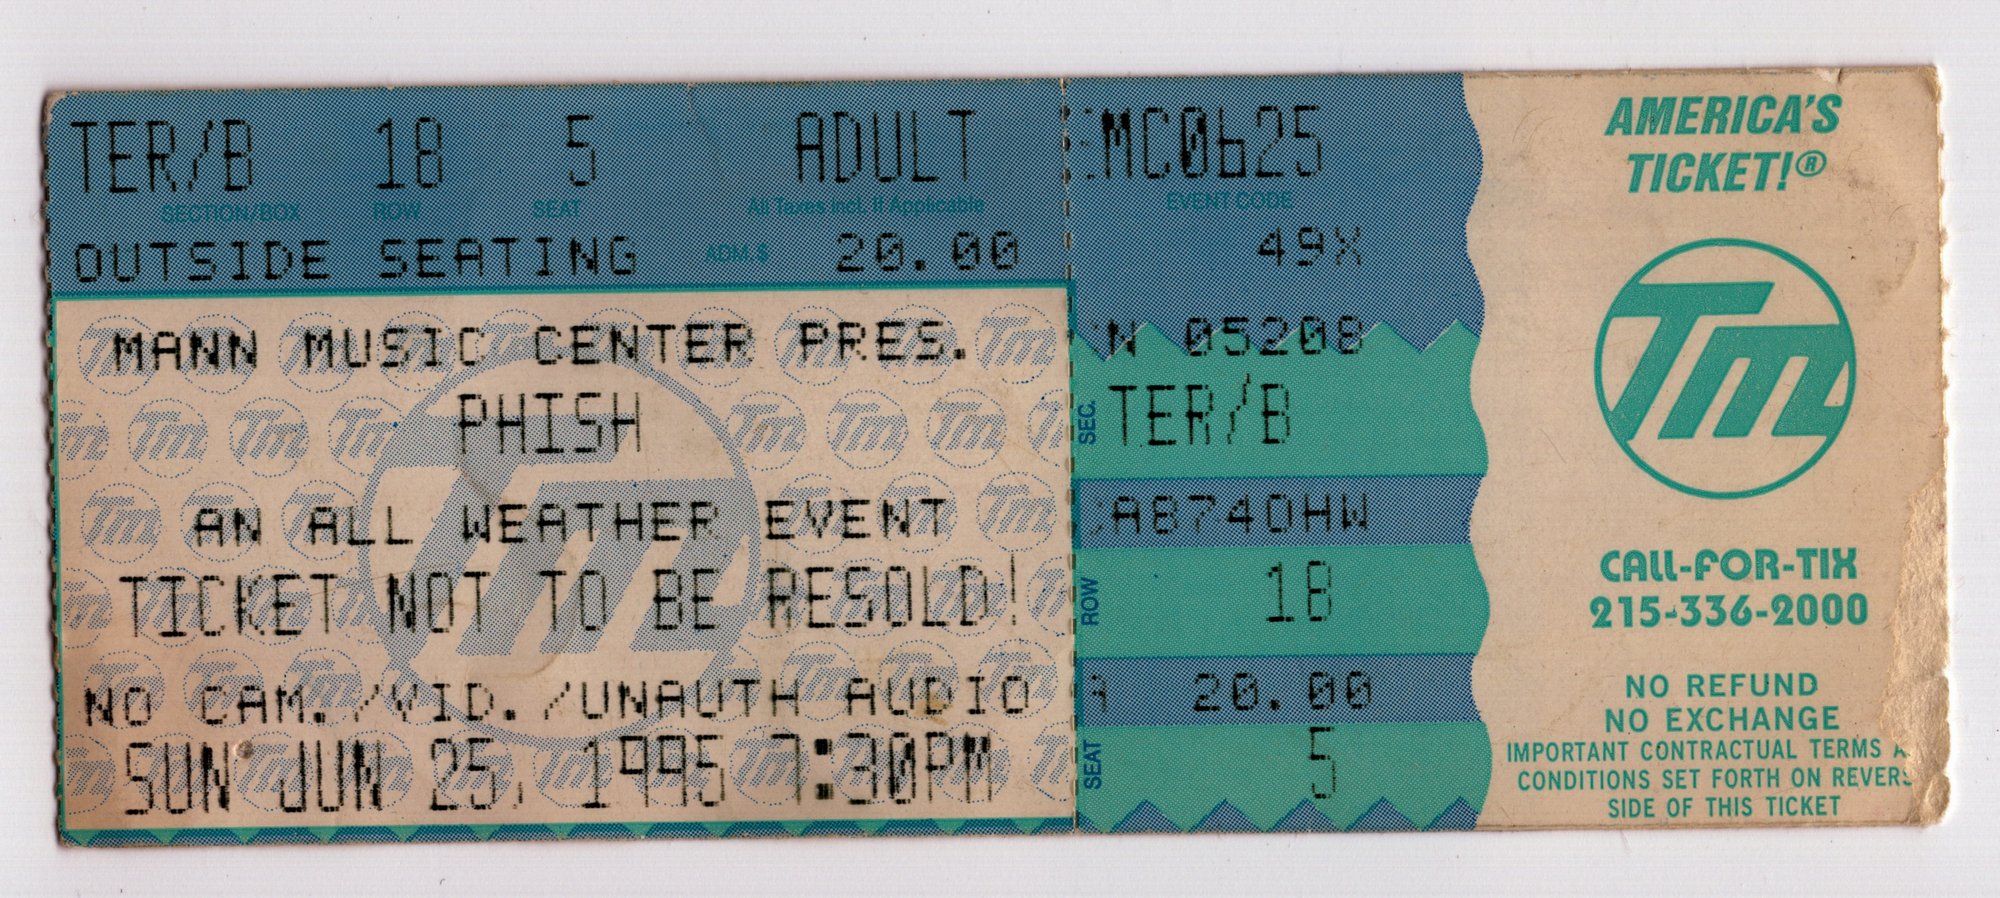 TER/B 18 5 ADULT
SECTION/BOX ROW SEAT All Taxes Incl. If Applicable
OUTSIDE SEATING ADM.$ 20.00
MANN MUSIC CENTER PRES.
PHISH
AN ALL WEATHER EVENT
TICKET NOT TO BE RESOLD!
NO CAM./VID./UNAUTH AUDIO
SUN JUN 25, 1995 7:30PM
EMC0625
EVENT CODE
49X
CN 05208
SEC. TER/B
CA8740HW
ROW 18
A 20.00
SEAT 5
AMERICA'S
TICKET!®
Tm
CALL-FOR-TIX
215-336-2000
NO REFUND
NO EXCHANGE
IMPORTANT CONTRACTUAL TERMS A
CONDITIONS SET FORTH ON REVERS
SIDE OF THIS TICKET